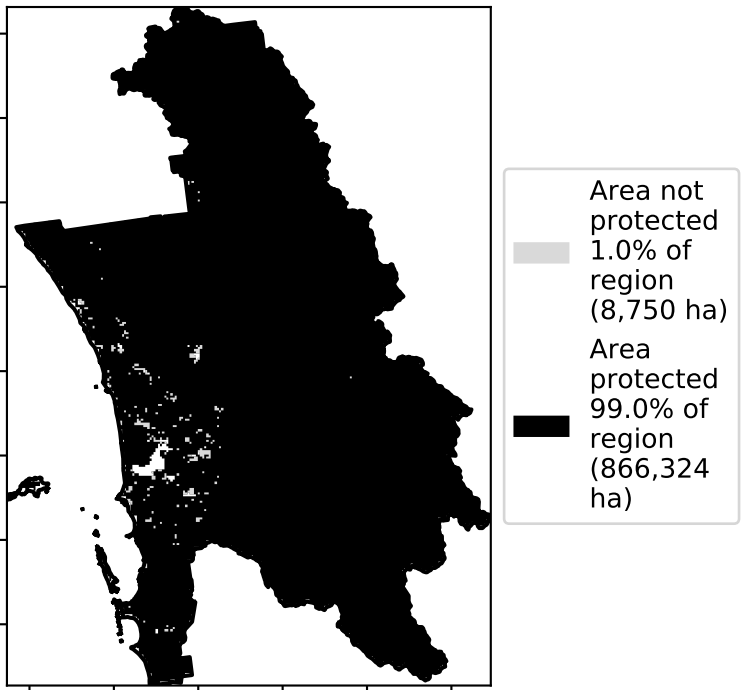 Area not
protected
1.0% of
region
(8,750 ha)
Area
protected
99.0% of
region
(866,324
ha)